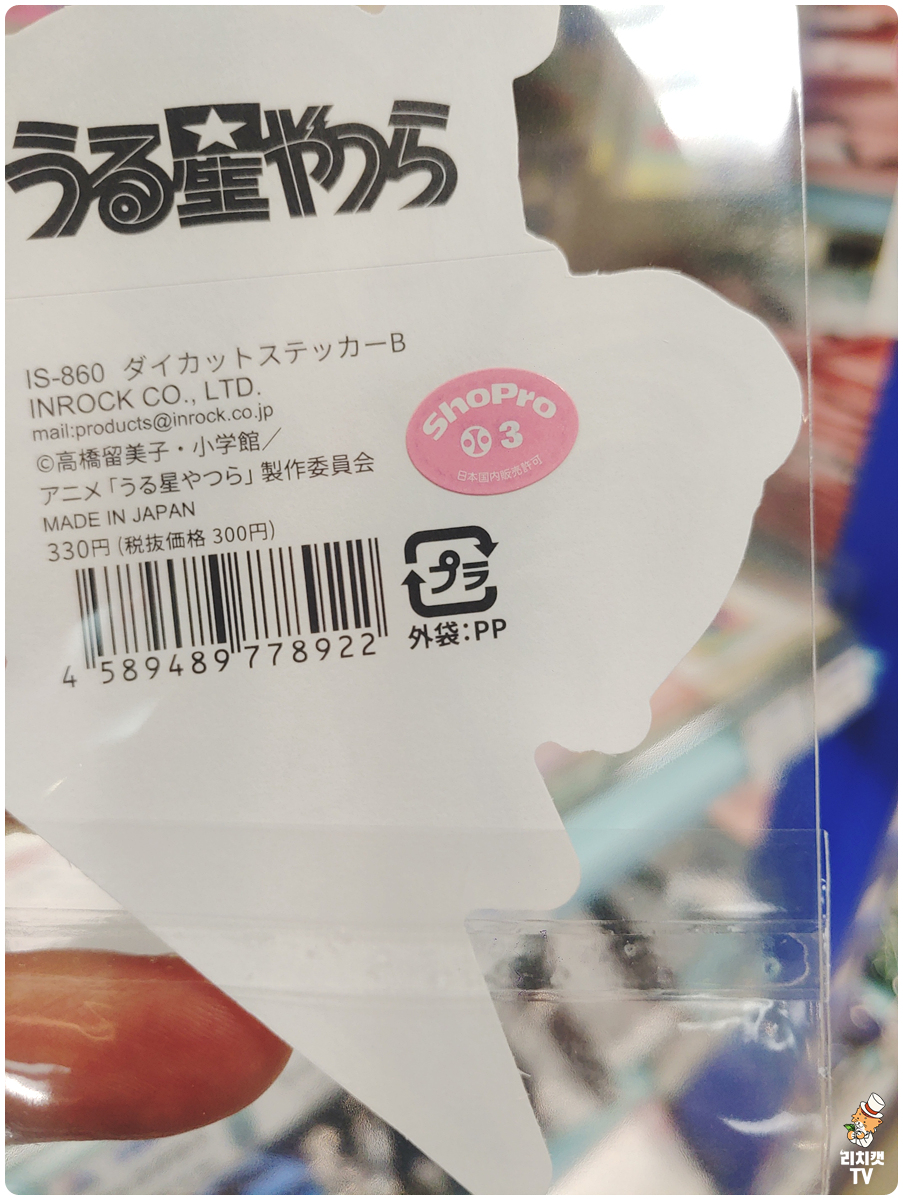 うる星やつら
IS-860 ダイカットステッカーB
INROCK CO., LTD.
mail:products@inrock.co.jp
©高橋留美子・小学館／
アニメ「うる星やつら」製作委員会
MADE IN JAPAN
330円 (税抜価格 300円)
4 589489 778922
ShoPro
3
日本国内販売許可
プラ
外袋:PP
리치캣
TV